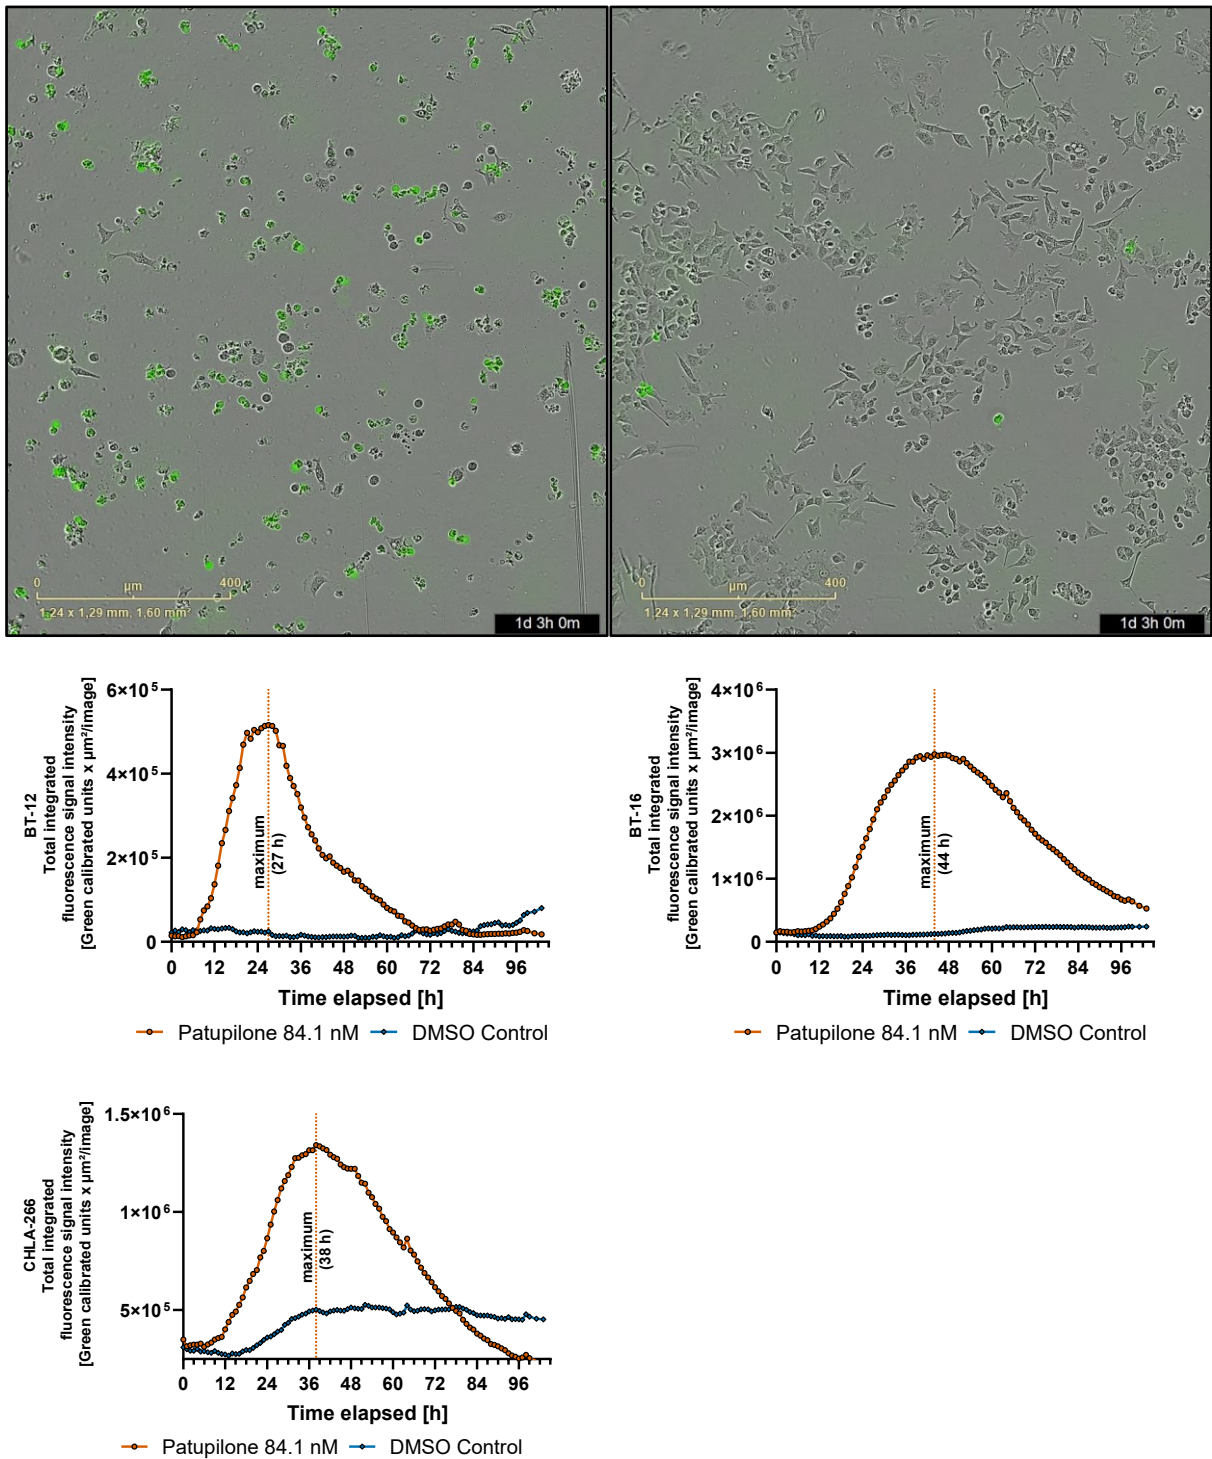 0 µm 400
1,24 x 1,29 mm, 1,60 mm²
1d 3h 0m
0 µm 400
1,24 x 1,29 mm, 1,60 mm²
1d 3h 0m
BT-12
Total integrated
fluorescence signal intensity
[Green calibrated units x µm²/image]
6×10⁵
4×10⁵
2×10⁵
0
maximum
(27 h)
0 12 24 36 48 60 72 84 96
Time elapsed [h]
Patupilone 84.1 nM DMSO Control
BT-16
Total integrated
fluorescence signal intensity
[Green calibrated units x µm²/image]
4×10⁶
3×10⁶
2×10⁶
1×10⁶
0
maximum
(44 h)
0 12 24 36 48 60 72 84 96
Time elapsed [h]
Patupilone 84.1 nM DMSO Control
CHLA-266
Total integrated
fluorescence signal intensity
[Green calibrated units x µm²/image]
1.5×10⁶
1×10⁶
5×10⁵
maximum
(38 h)
0 12 24 36 48 60 72 84 96
Time elapsed [h]
Patupilone 84.1 nM DMSO Control